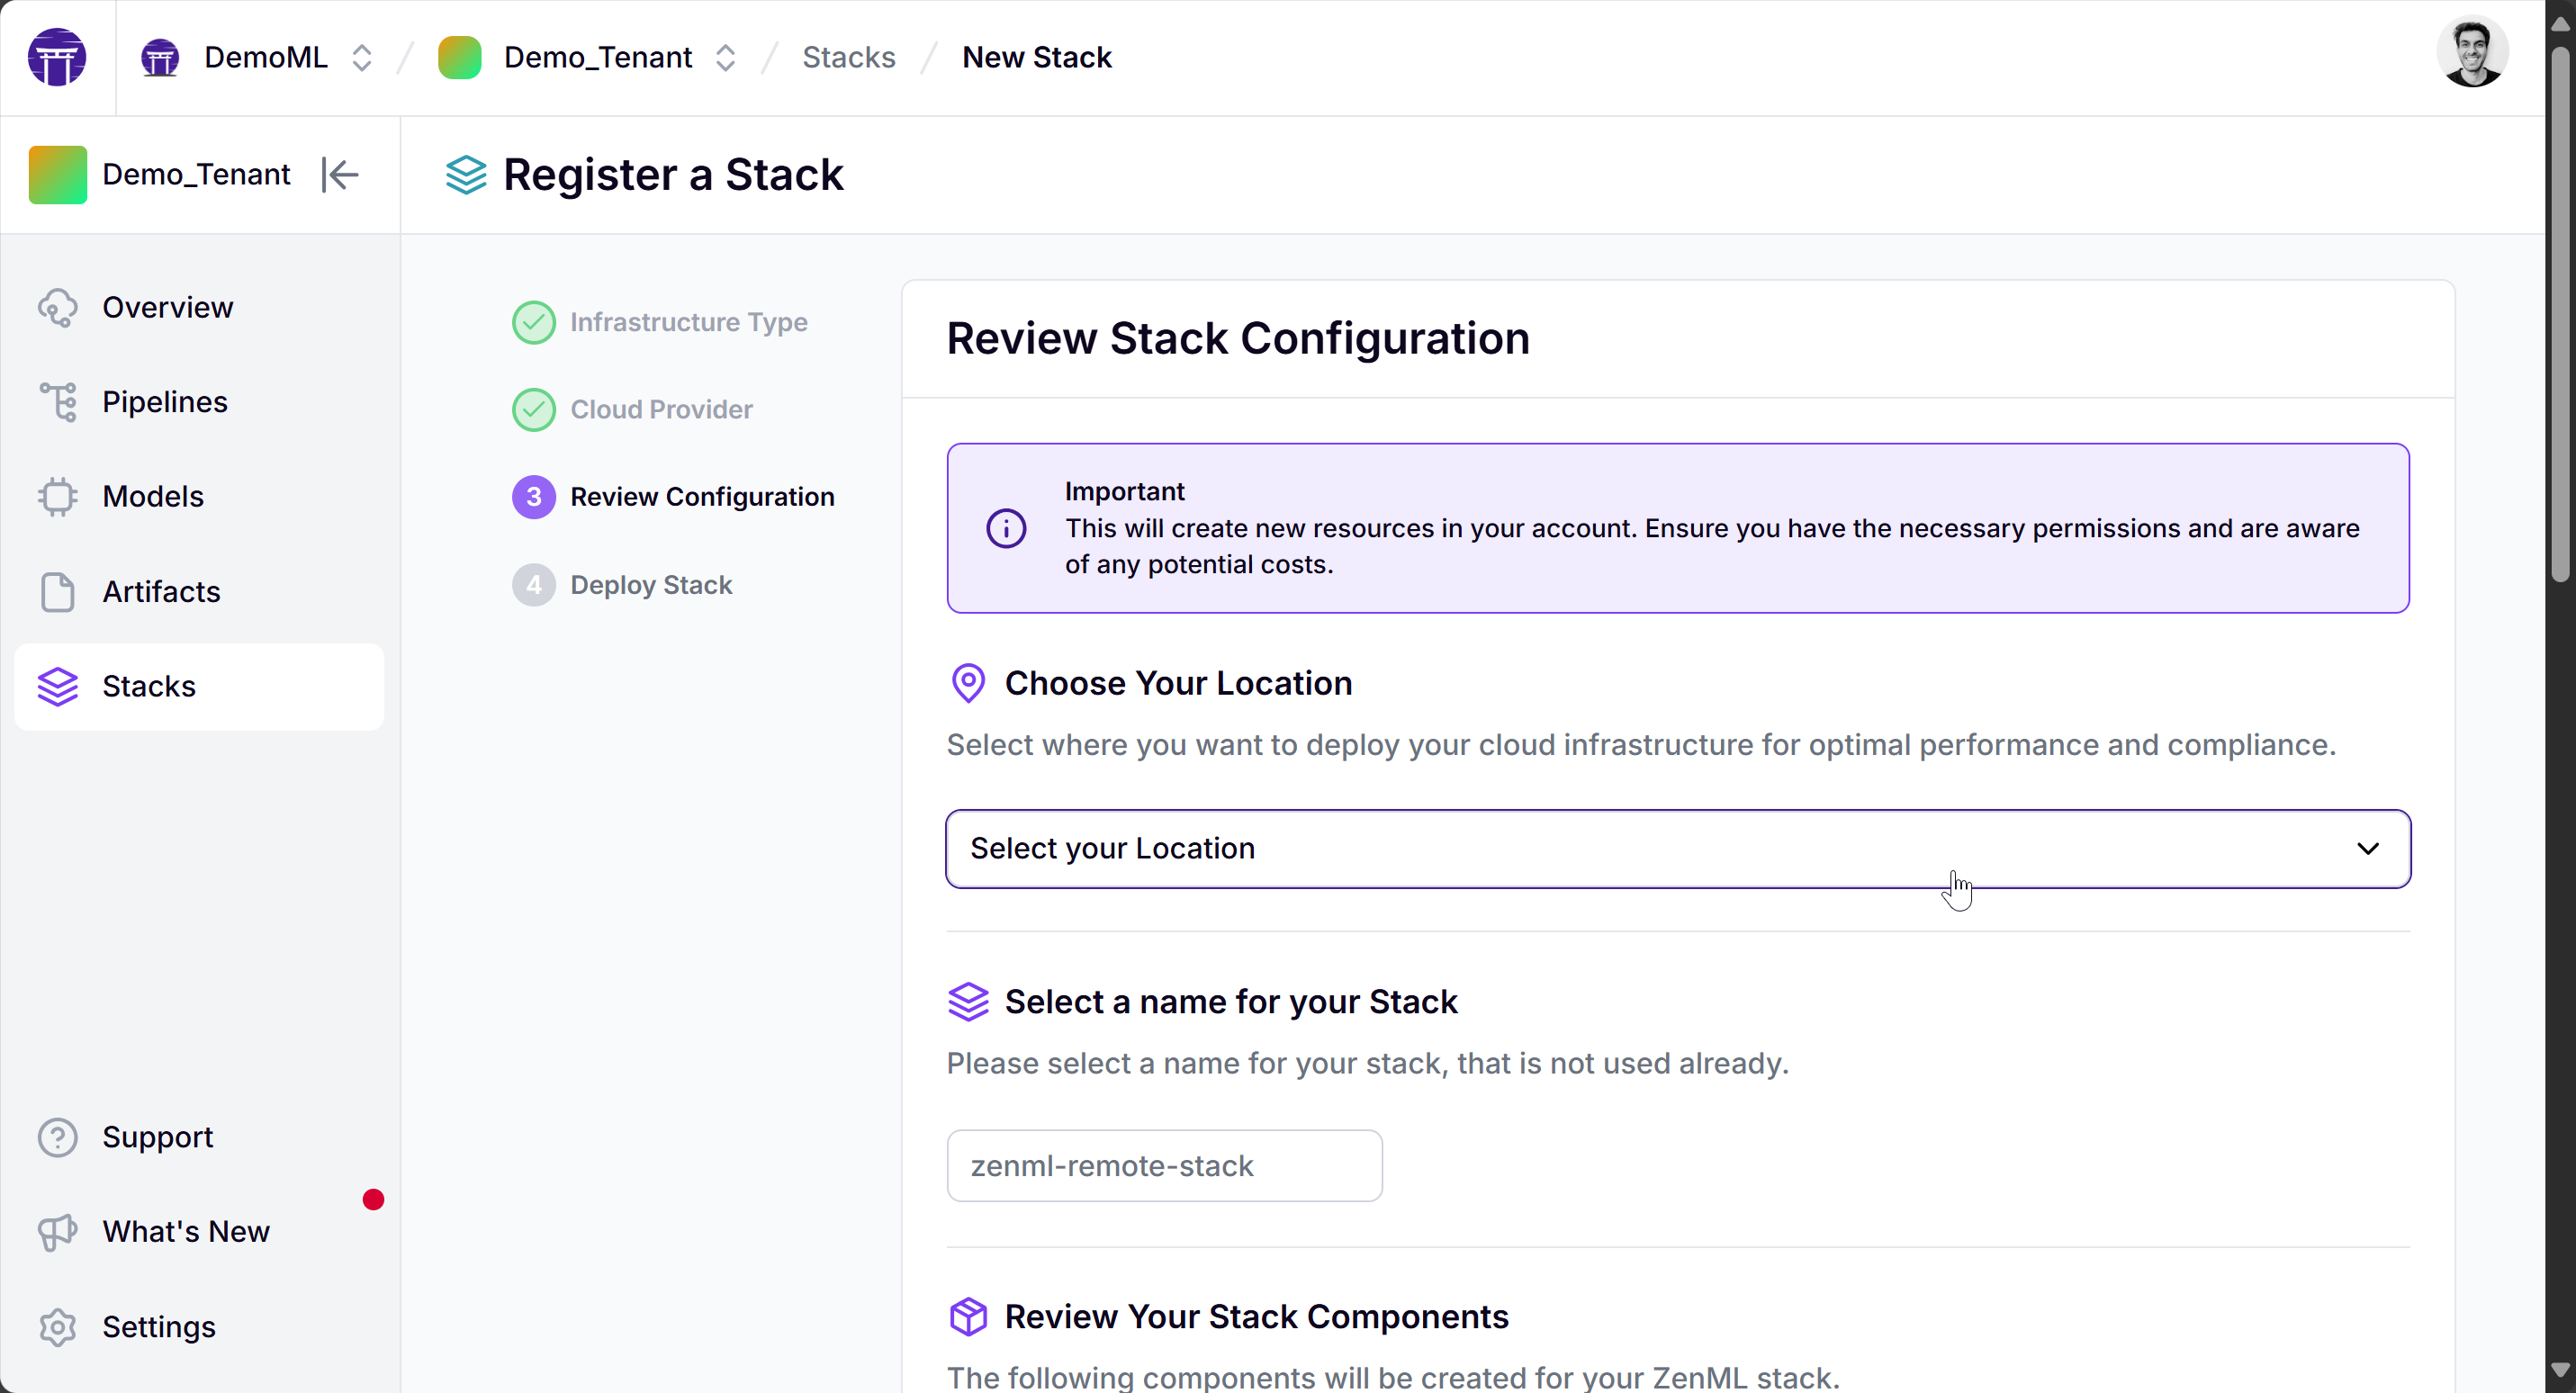 DemoML / Demo_Tenant / Stacks / New Stack
Demo_Tenant
Register a Stack
Overview
Pipelines
Models
Artifacts
Stacks
Support
What's New
Settings
Infrastructure Type
Cloud Provider
3 Review Configuration
4 Deploy Stack
Review Stack Configuration
Important
This will create new resources in your account. Ensure you have the necessary permissions and are aware
of any potential costs.
Choose Your Location
Select where you want to deploy your cloud infrastructure for optimal performance and compliance.
Select your Location
Select a name for your Stack
Please select a name for your stack, that is not used already.
zenml-remote-stack
Review Your Stack Components
The following components will be created for your ZenML stack.